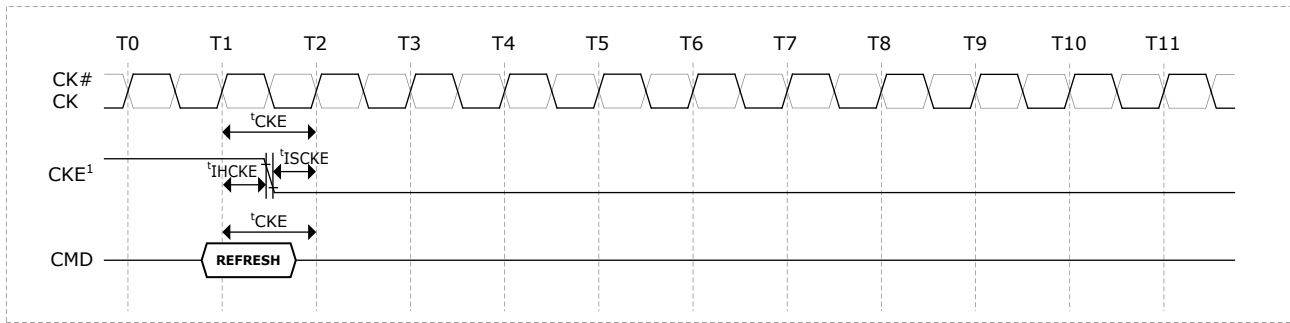 T0 T1 T2 T3 T4 T5 T6 T7 T8 T9 T10 T11
CK#
CK
tCKE
tISCKE
CKE1
tIHCKE
tCKE
CMD
REFRESH